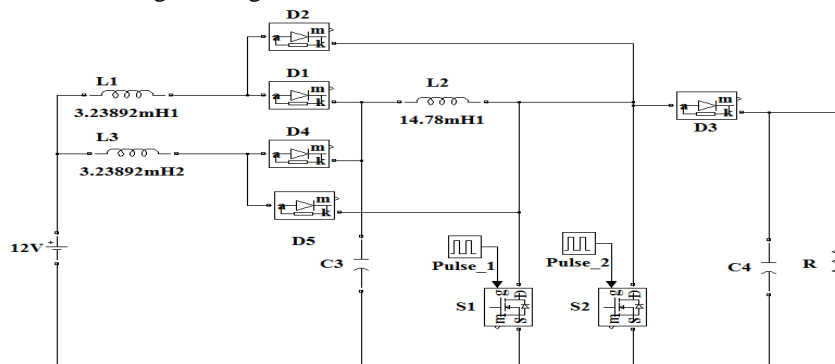 D2
a m k
L1
D1
a m k
L2
3.23892mH1
14.78mH1
D3
a m k
L3
D4
a m k
3.23892mH2
D5
a m k
12V
C3
Pulse_1
Pulse_2
C4
R
S1
g D m S
S2
g D m S